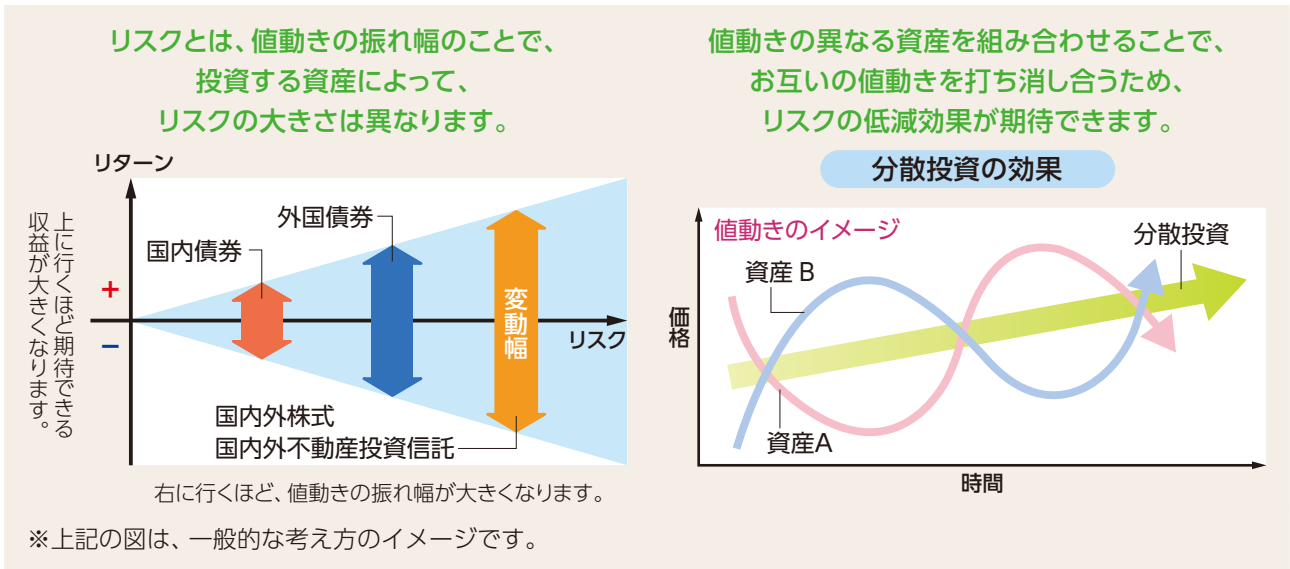 リスクとは、値動きの振れ幅のことで、
投資する資産によって、
リスクの大きさは異なります。
リターン
上に行くほど期待できる
収益が大きくなります。
+
−
国内債券
外国債券
変動幅
リスク
国内外株式
国内外不動産投資信託
右に行くほど、値動きの振れ幅が大きくなります。
※上記の図は、一般的な考え方のイメージです。
値動きの異なる資産を組み合わせることで、
お互いの値動きを打ち消し合うため、
リスクの低減効果が期待できます。
分散投資の効果
値動きのイメージ
分散投資
資産 B
価格
資産A
時間